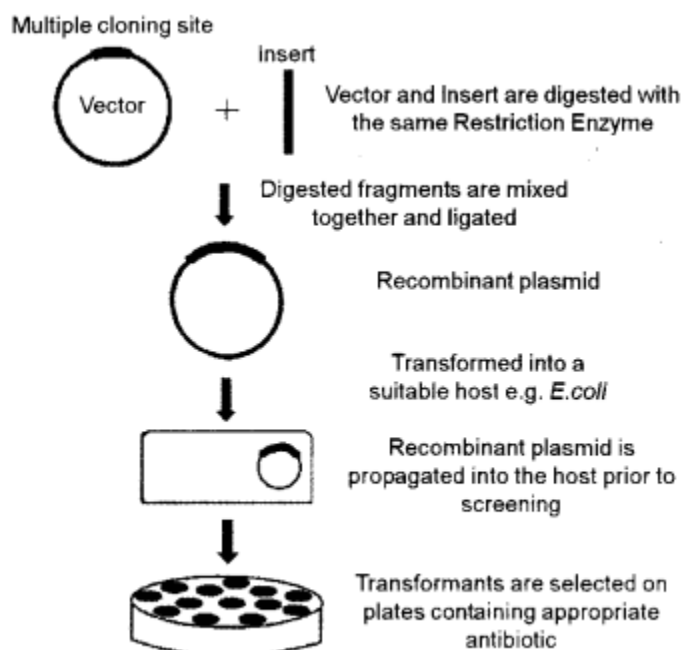 Multiple cloning site
insert
Vector
+
Vector and Insert are digested with
the same Restriction Enzyme
Digested fragments are mixed
together and ligated
Recombinant plasmid
Transformed into a
suitable host e.g. E.coli
Recombinant plasmid is
propagated into the host prior to
screening
Transformants are selected on
plates containing appropriate
antibiotic